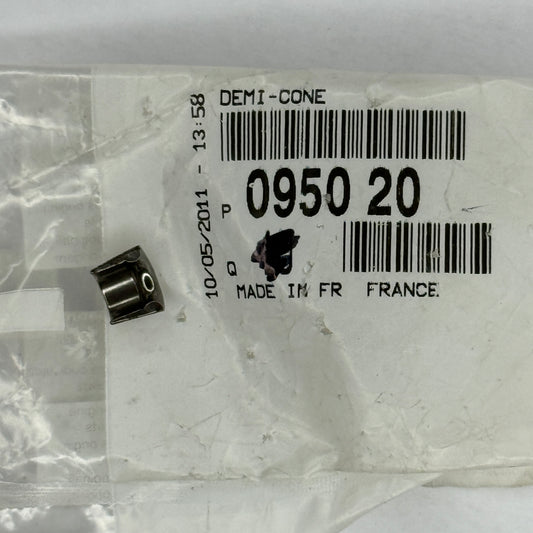 DEMI-CONE
10/05/2011 - 13:58
P 0950 20
Q
MADE IN FR FRANCE